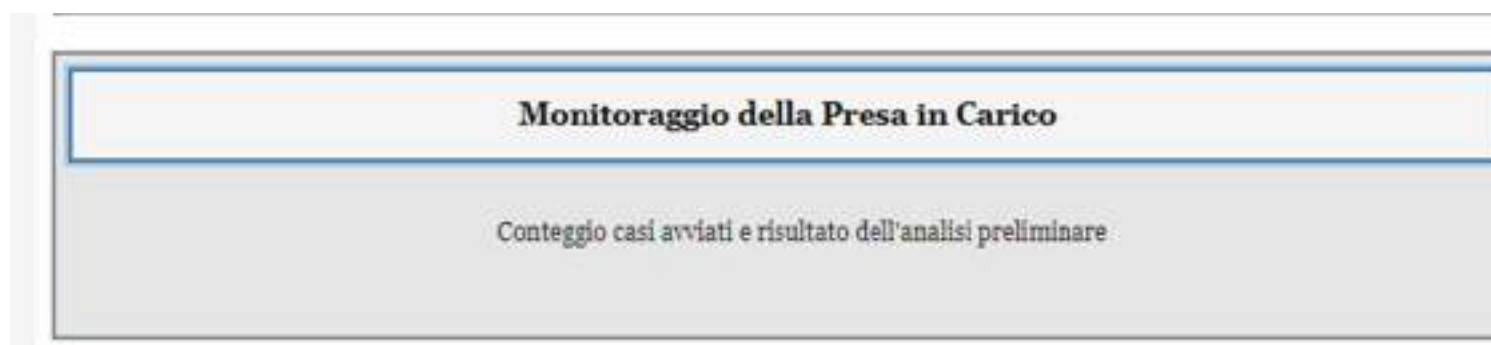 Monitoraggio della Presa in Carico
Conteggio casi avviati e risultato dell'analisi preliminare